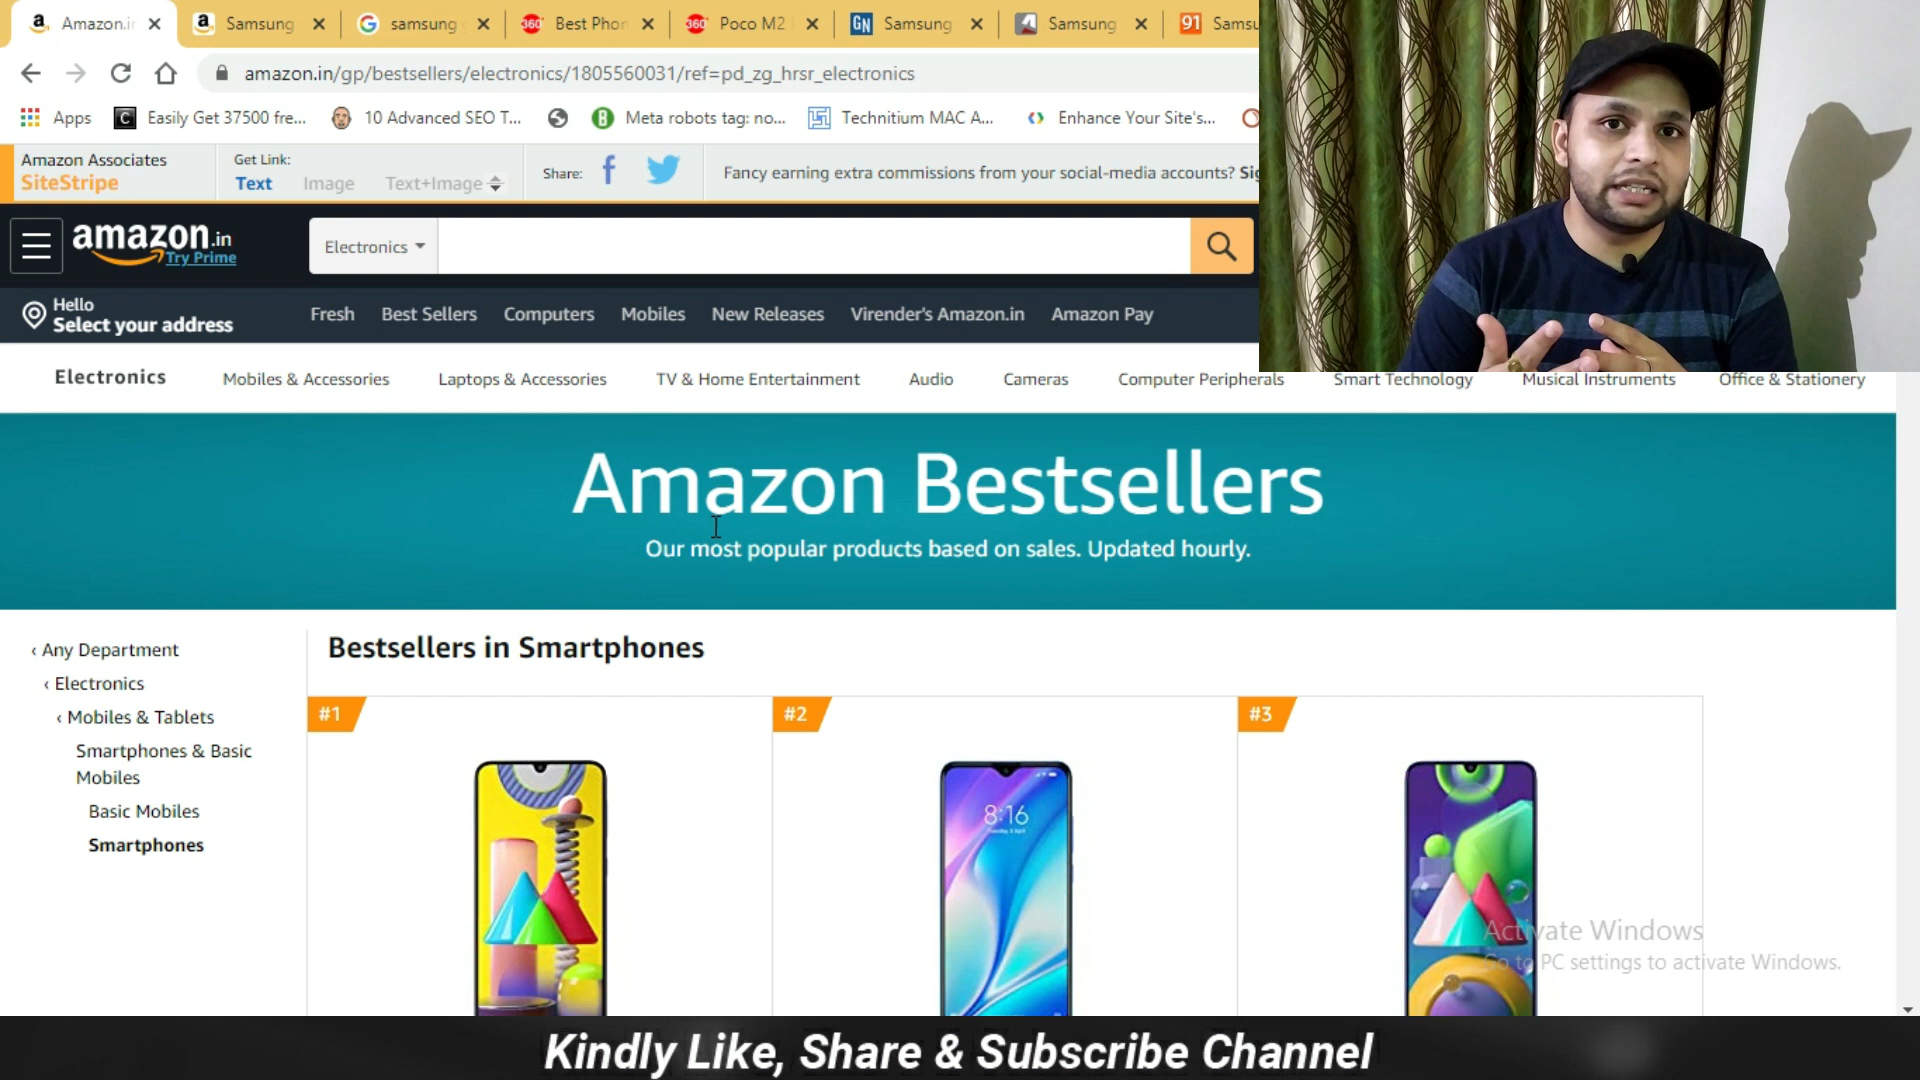 Amazon.i
Samsung
samsung
Best Phon
Poco M2
GN Samsung
Samsung
91 Samsu
amazon.in/gp/bestsellers/electronics/1805560031/ref=pd_zg_hrsr_electronics
Apps
Easily Get 37500 fre...
10 Advanced SEO T...
Meta robots tag: no...
Technitium MAC A...
Enhance Your Site's...
Amazon Associates
SiteStripe
Get Link:
Text Image Text+Image
Share:
Fancy earning extra commissions from your social-media accounts? Sig
amazon.in
Try Prime
Electronics
Hello
Select your address
Fresh Best Sellers Computers Mobiles New Releases Virender's Amazon.in Amazon Pay
Electronics Mobiles & Accessories Laptops & Accessories TV & Home Entertainment Audio Cameras Computer Peripherals Smart Technology Musical Instruments Office & Stationery
Amazon Bestsellers
Our most popular products based on sales. Updated hourly.
‹ Any Department
‹ Electronics
‹ Mobiles & Tablets
Smartphones & Basic
Mobiles
Basic Mobiles
Smartphones
Bestsellers in Smartphones
#1
#2
#3
8:16
Activate Windows
Go to PC settings to activate Windows.
Kindly Like, Share & Subscribe Channel